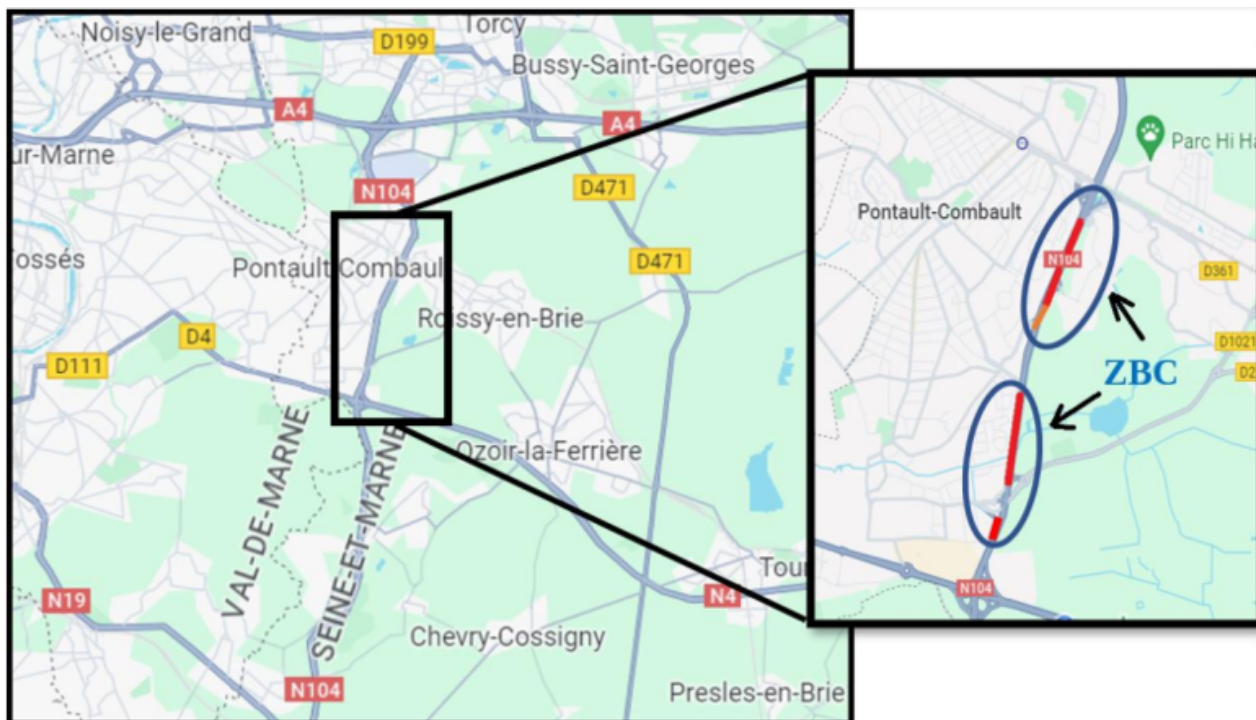 Noisy-le-Grand
Torcy
D199
Bussy-Saint-Georges
A4
A4
ur-Marne
N104
D471
D471
ossés
Pontault Combaul
D4
Roissy-en-Brie
D111
VAL-DE-MARNE
SEINE-ET-MARNE
Ozoir-la-Ferrière
N19
N4
Tour
Chevry-Cossigny
N104
Presles-en-Brie
Parc Hi Ha
Pontault-Combault
N104
D361
D1021
D2
ZBC
N104